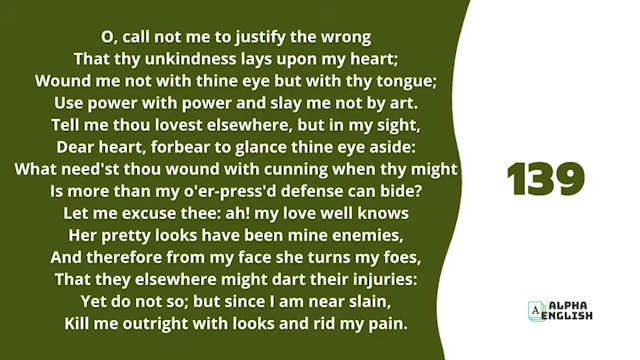 O, call not me to justify the wrong
That thy unkindness lays upon my heart;
Wound me not with thine eye but with thy tongue;
Use power with power and slay me not by art.
Tell me thou lovest elsewhere, but in my sight,
Dear heart, forbear to glance thine eye aside:
What need'st thou wound with cunning when thy might
Is more than my o'er-press'd defense can bide?
Let me excuse thee: ah! my love well knows
Her pretty looks have been mine enemies,
And therefore from my face she turns my foes,
That they elsewhere might dart their injuries:
Yet do not so; but since I am near slain,
Kill me outright with looks and rid my pain.
139
A
ALPHA
ENGLISH